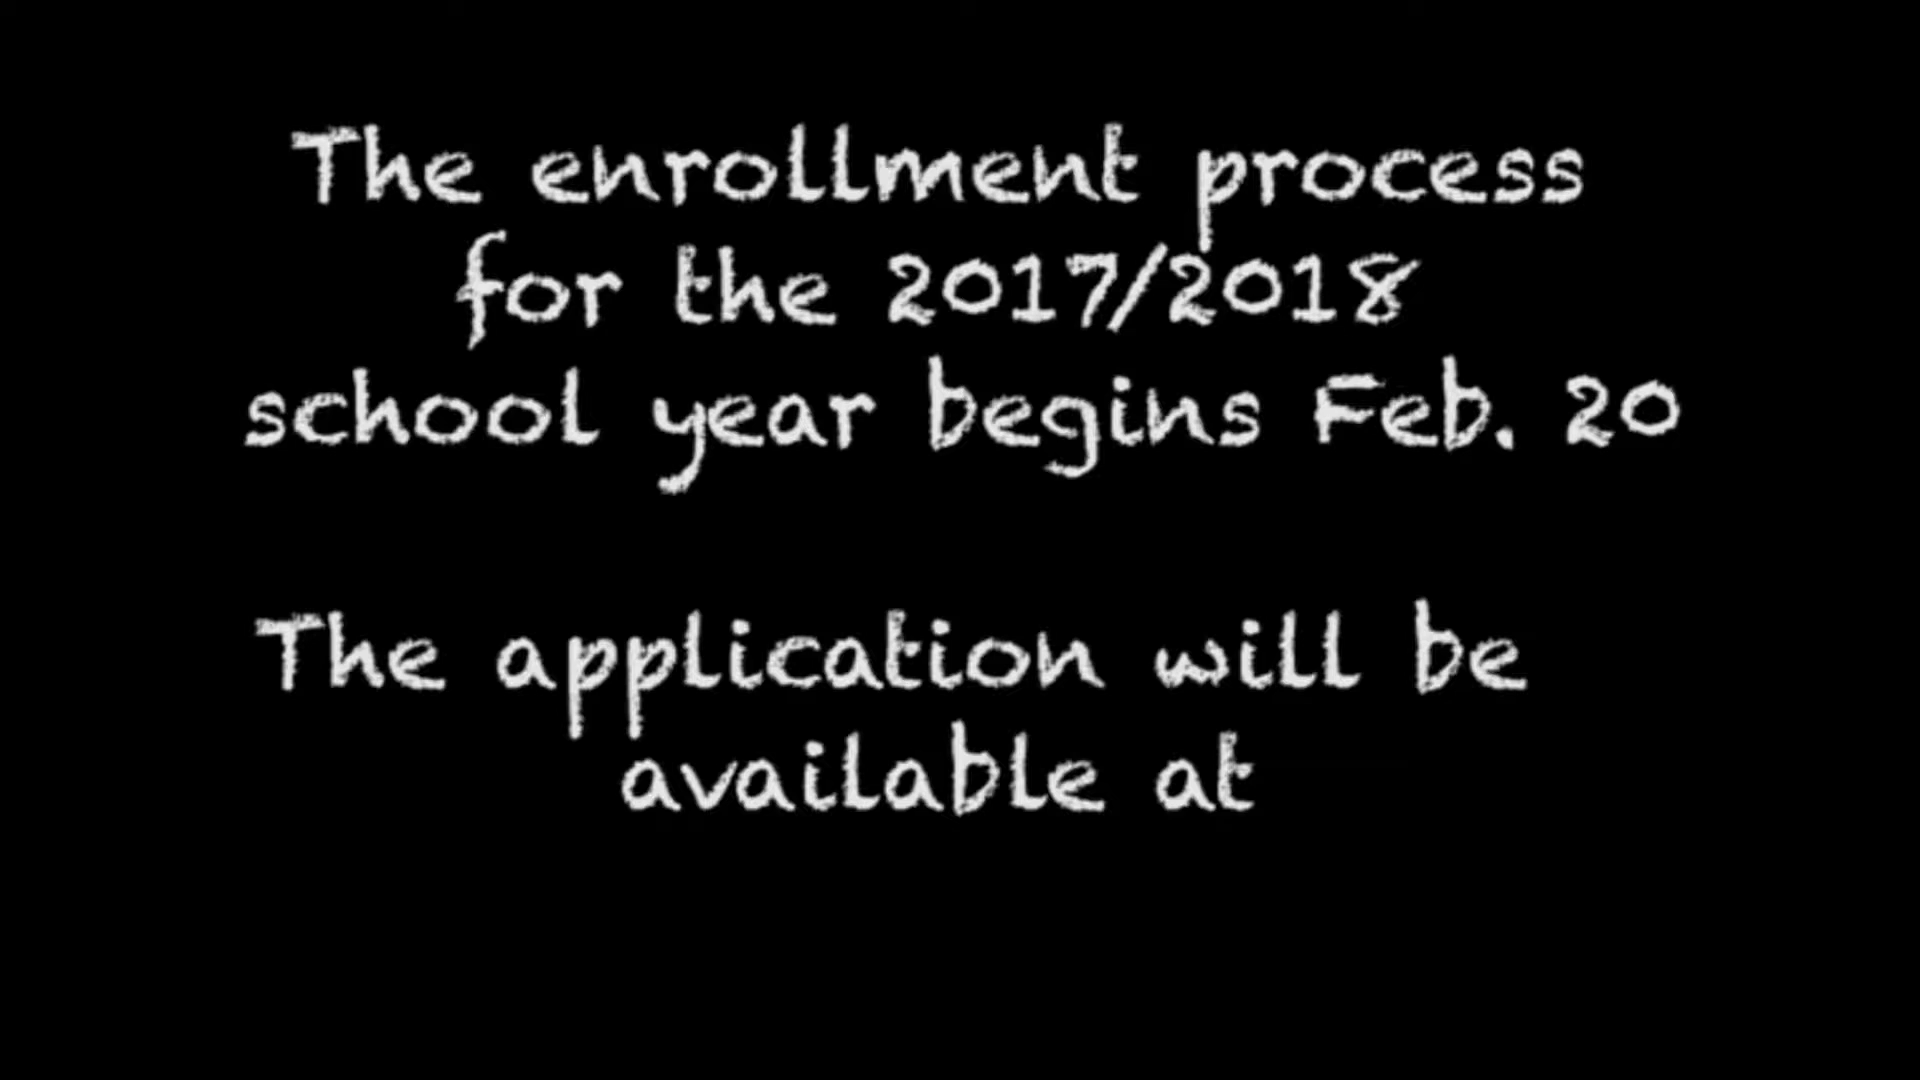 The enrollment process
for the 2017/2018
school year begins Feb. 20
The application will be
available at